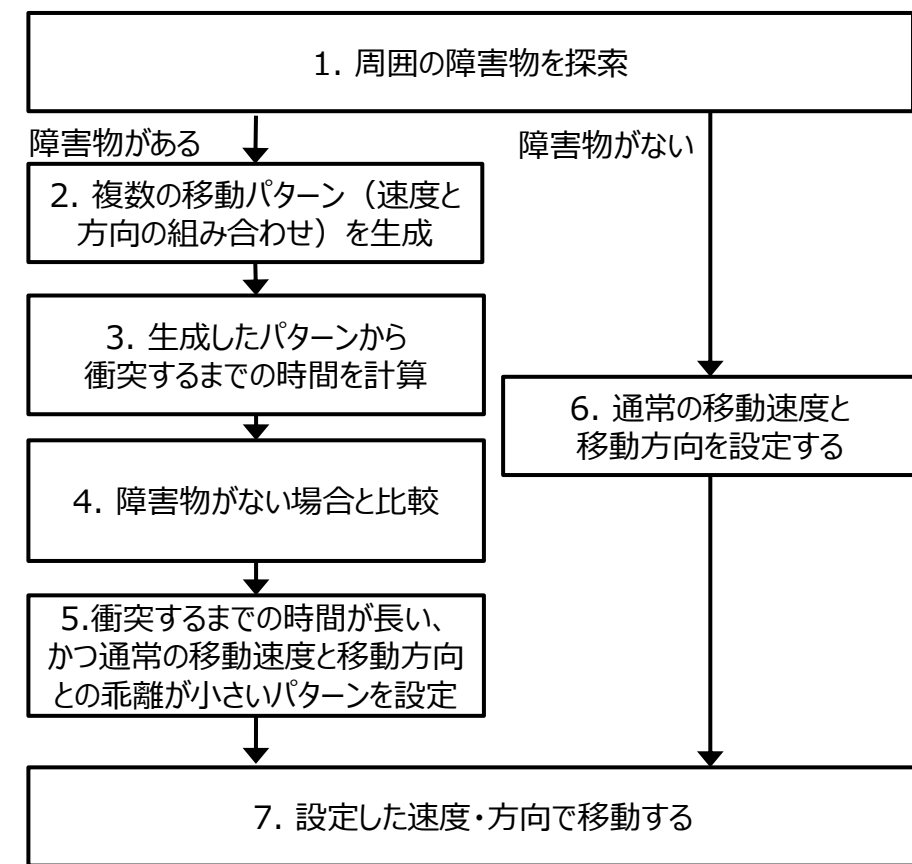 1. 周囲の障害物を探索
障害物がある
障害物がない
2. 複数の移動パターン（速度と
方向の組み合わせ）を生成
3. 生成したパターンから
衝突するまでの時間を計算
6. 通常の移動速度と
移動方向を設定する
4. 障害物がない場合と比較
5.衝突するまでの時間が長い、
かつ通常の移動速度と移動方向
との乖離が小さいパターンを設定
7. 設定した速度・方向で移動する